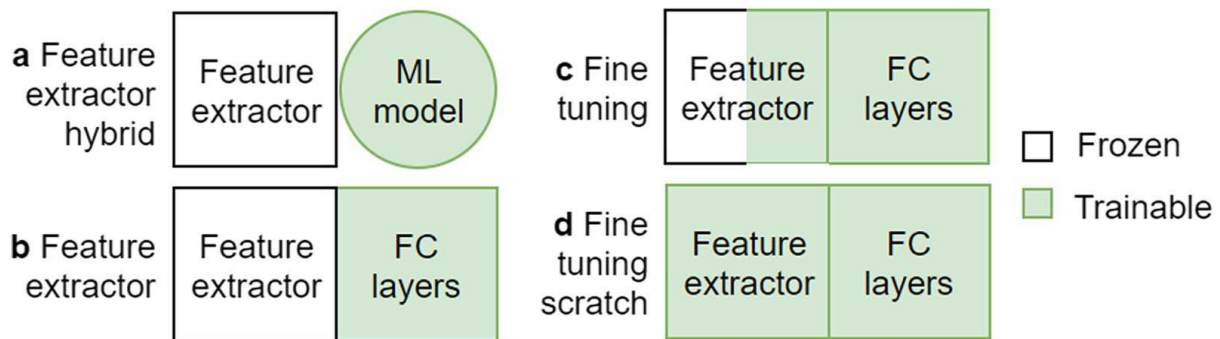 a Feature
extractor
hybrid
Feature
extractor
ML
model
b Feature
extractor
Feature
extractor
FC
layers
c Fine
tuning
Feature
extractor
FC
layers
d Fine
tuning
scratch
Feature
extractor
FC
layers
Frozen
Trainable